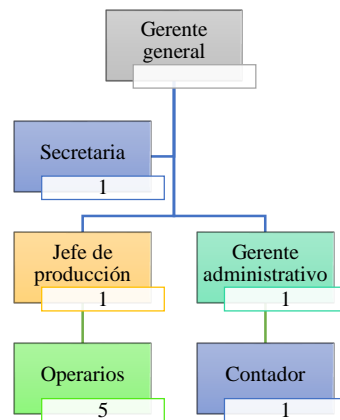 Gerente
general
Secretaria
1
Jefe de
producción
1
Gerente
administrativo
1
Operarios
5
Contador
1